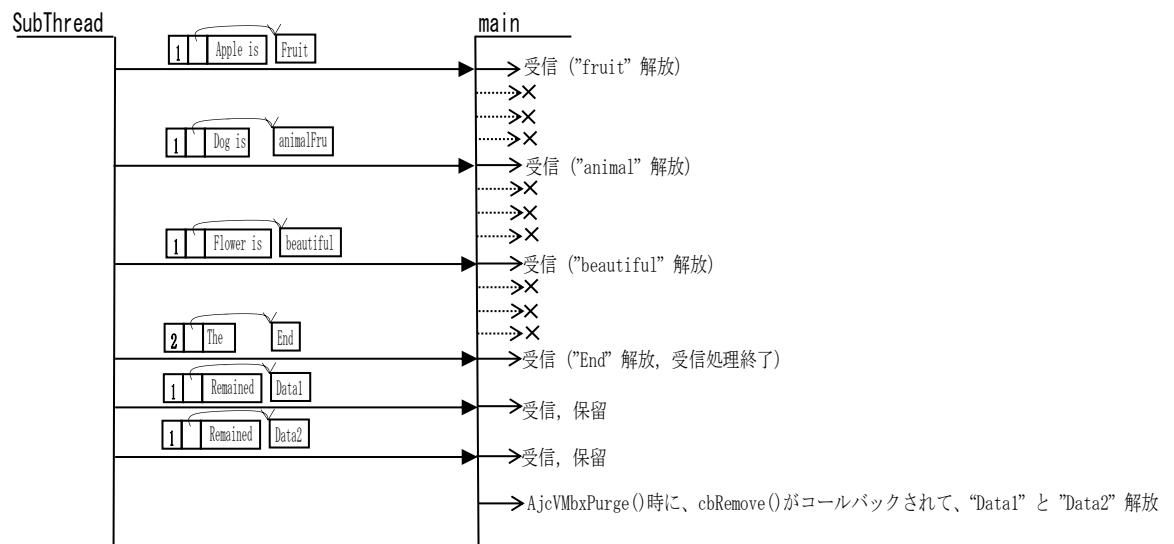 SubThread main
1 Apple is Fruit
受信 ("fruit" 解放)
×
×
×
1 Dog is animalFru
受信 ("animal" 解放)
×
×
×
1 Flower is beautiful
受信 ("beautiful" 解放)
×
×
×
2 The End
受信 ("End" 解放, 受信処理終了)
1 Remained Data1
受信, 保留
1 Remained Data2
受信, 保留
AjcVMbxPurge()時に、cbRemove()がコールバックされて、“Data1” と ”Data2” 解放